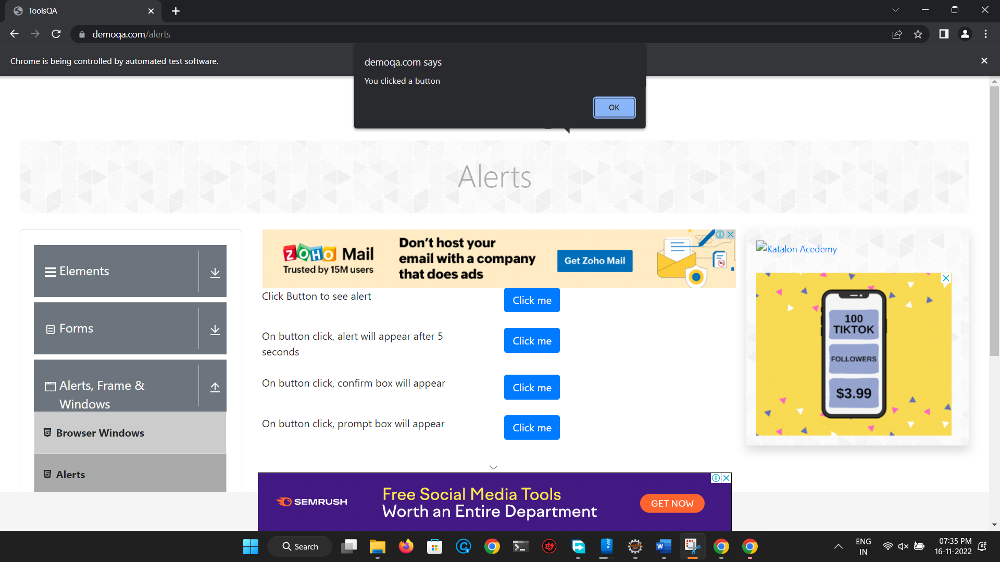 ToolsQA
demoqa.com/alerts
Chrome is being controlled by automated test software.
demoqa.com says
You clicked a button
OK
Alerts
Elements
Forms
Alerts, Frame &
Windows
Browser Windows
Alerts
ZOHO Mail
Trusted by 15M users
Don't host your
email with a company
that does ads
Get Zoho Mail
Click Button to see alert
Click me
On button click, alert will appear after 5
seconds
Click me
On button click, confirm box will appear
Click me
On button click, prompt box will appear
Click me
Katalon Acedemy
100
TIKTOK
FOLLOWERS
$3.99
SEMRUSH
Free Social Media Tools
Worth an Entire Department
GET NOW
Search
ENG
IN
07:35 PM
16-11-2022